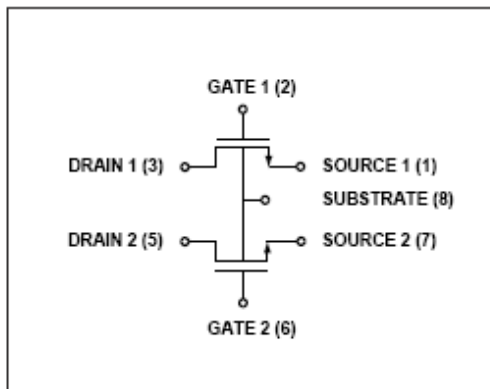 GATE 1 (2)
DRAIN 1 (3) SOURCE 1 (1)
SUBSTRATE (8)
DRAIN 2 (5) SOURCE 2 (7)
GATE 2 (6)